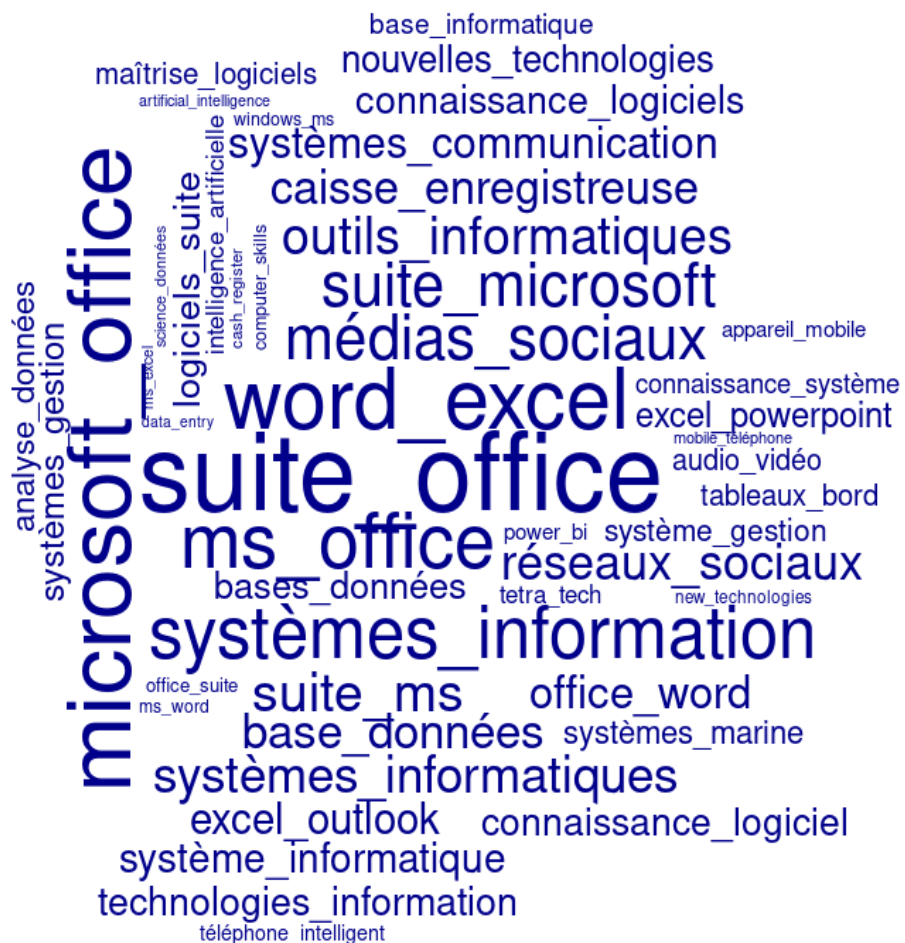 base_informatique
nouvelles_technologies
maîtrise_logiciels
artificial_intelligence
connaissance_logiciels
windows_ms
systèmes_communication
caisse_enregistreuse
outils_informatiques
suite_microsoft
médias_sociaux
appareil_mobile
microsoft_office
logiciels_suite
intelligence_artificielle
science_données
cash_register
computer_skills
ms_excel
analyse_données
systèmes_gestion
data_entry
word_excel
connaissance_système
excel_powerpoint
mobile_téléphone
suite_office
audio_vidéo
tableaux_bord
ms_office
power_bi
système_gestion
réseaux_sociaux
bases_données
tetra_tech
new_technologies
systèmes_information
office_suite
ms_word
suite_ms
office_word
base_données
systèmes_marine
systèmes_informatiques
excel_outlook
connaissance_logiciel
système_informatique
technologies_information
téléphone_intelligent